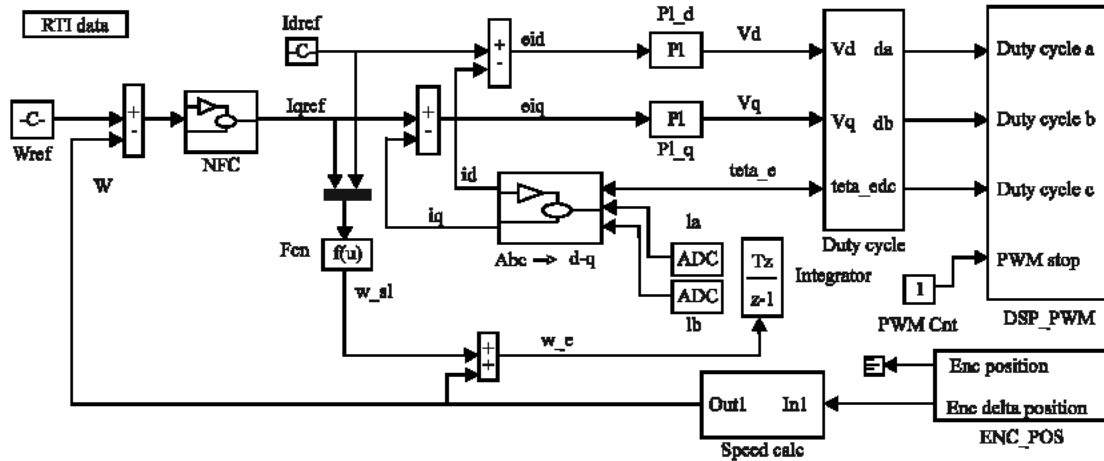 RTI data
Idref
-C-
PI_d
PI
eid
Vd
Vd
da
Duty cycle a
-C-
Wref
W
NFC
Iqref
eiq
PI
PI_q
Vq
Vq
db
Duty cycle b
id
iq
teta_e
teta_e
dc
Duty cycle c
Duty cycle
Abc → d-q
Ia
ADC
ADC
Ib
Fcn
f(u)
w_sl
Tz
z-1
Integrator
1
PWM Cnt
PWM stop
DSP_PWM
w_e
Out1
In1
Speed calc
Enc position
Enc delta position
ENC_POS
+
-
+
-
+
-
+
+